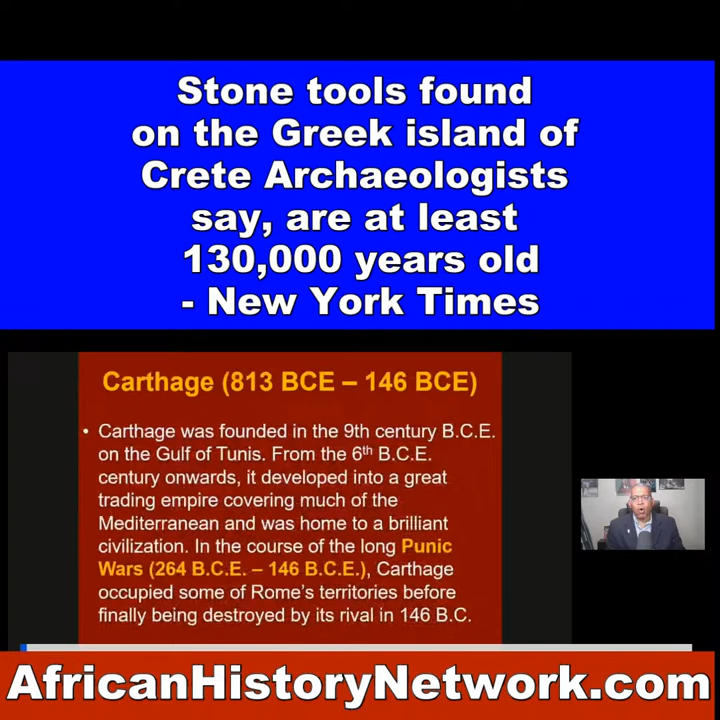 Stone tools found
on the Greek island of
Crete Archaeologists
say, are at least
130,000 years old
- New York Times
Carthage (813 BCE – 146 BCE)
• Carthage was founded in the 9th century B.C.E.
on the Gulf of Tunis. From the 6th B.C.E.
century onwards, it developed into a great
trading empire covering much of the
Mediterranean and was home to a brilliant
civilization. In the course of the long Punic
Wars (264 B.C.E. – 146 B.C.E.), Carthage
occupied some of Rome's territories before
finally being destroyed by its rival in 146 B.C.
AfricanHistoryNetwork.com